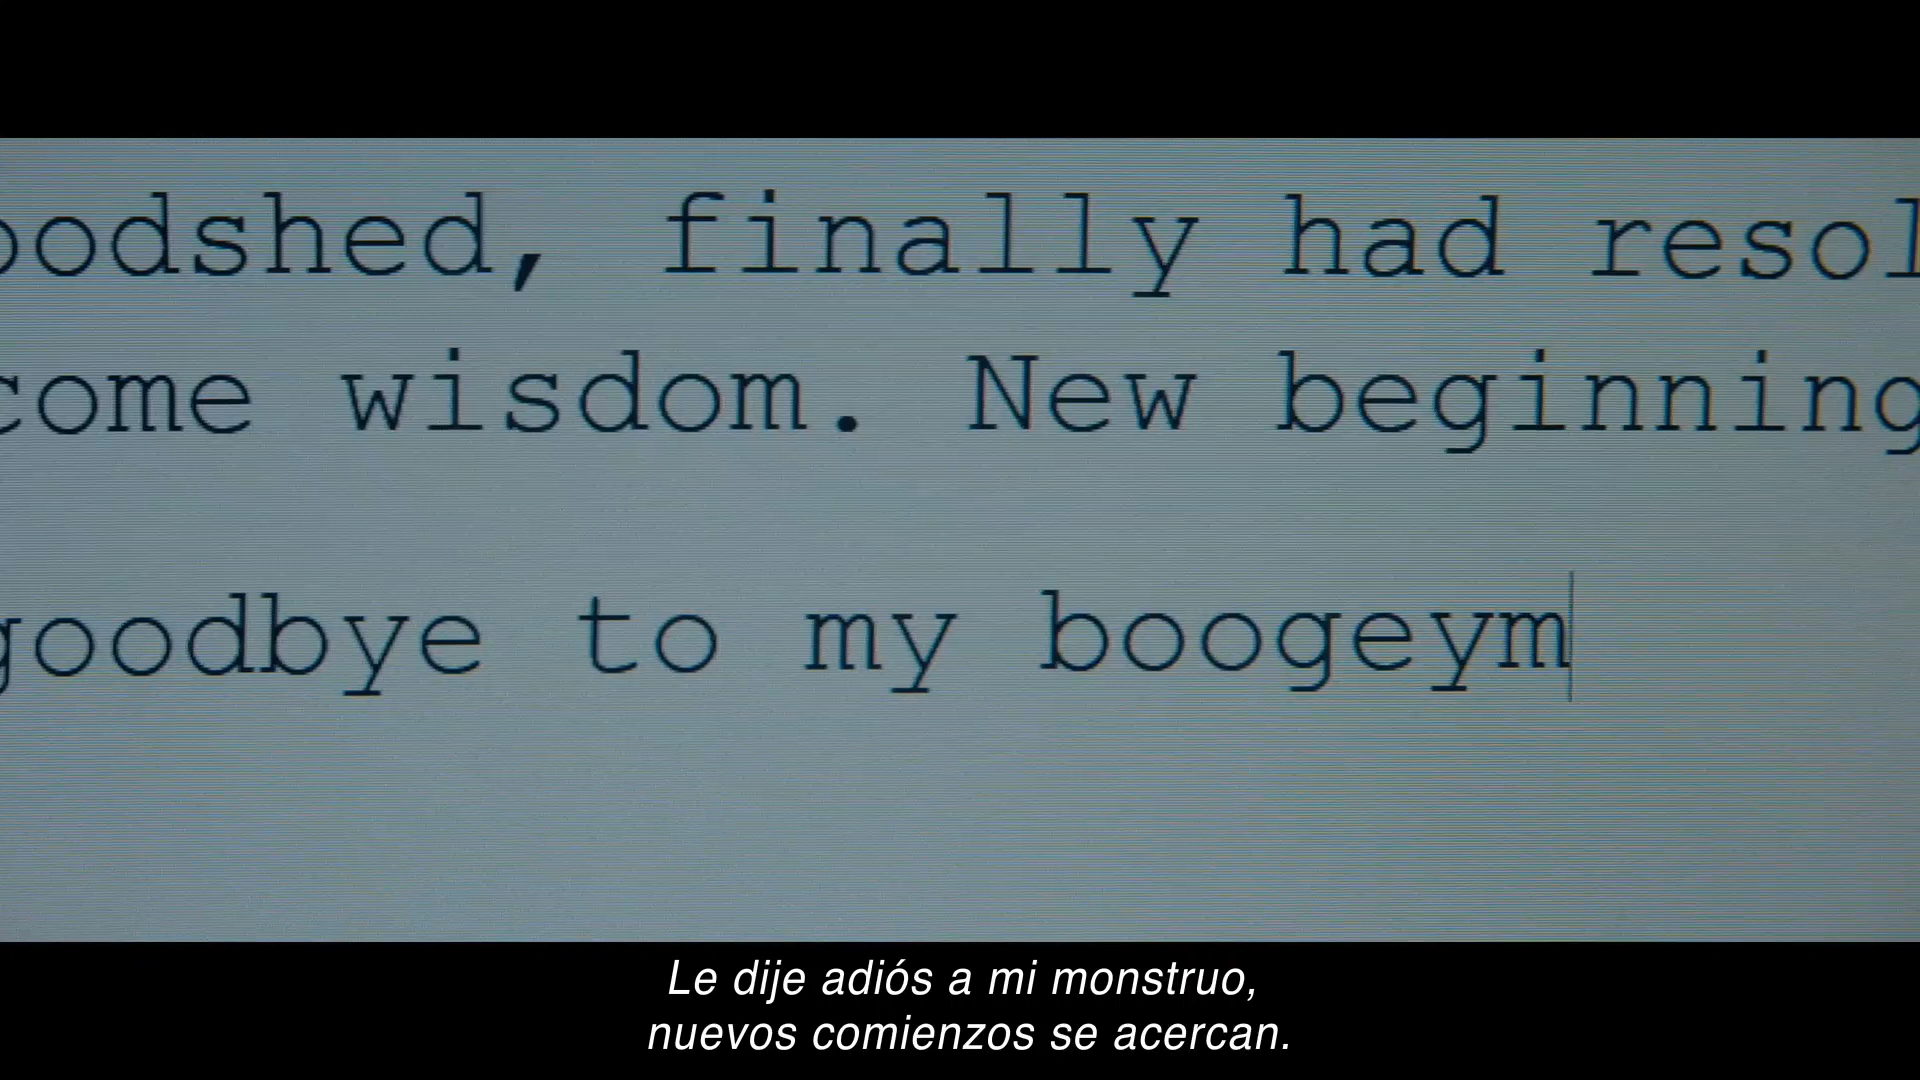 oodshed, finally had resol
come wisdom. New beginning
goodbye to my boogeym
Le dije adiós a mi monstruo,
nuevos comienzos se acercan.